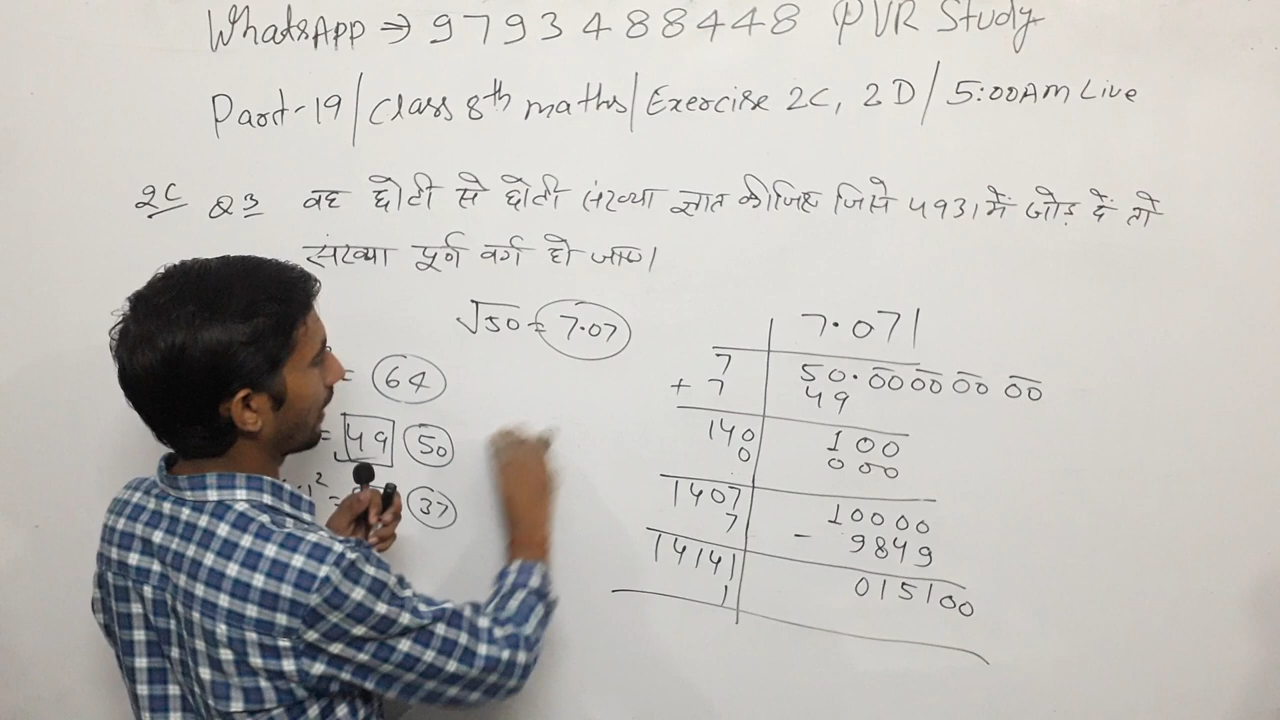 WhatsApp ⇒ 9793488448 PVR Study
Part-19/Class 8th maths/Exercise 2C, 2D/5:00AM Live
2C Q3 वह छोटी से छोटी संख्या ज्ञात कीजिए जिसे 4931 में जोड़ दें तो
संख्या पूर्ण वर्ग हो जाए।
√50 = 7.07
= 64
= 49 50
2 = 37
7.071
7 50.00 00 00 00
+ 7 49
140 100
0 000
1407 10000
7 - 9849
14141 015100
1